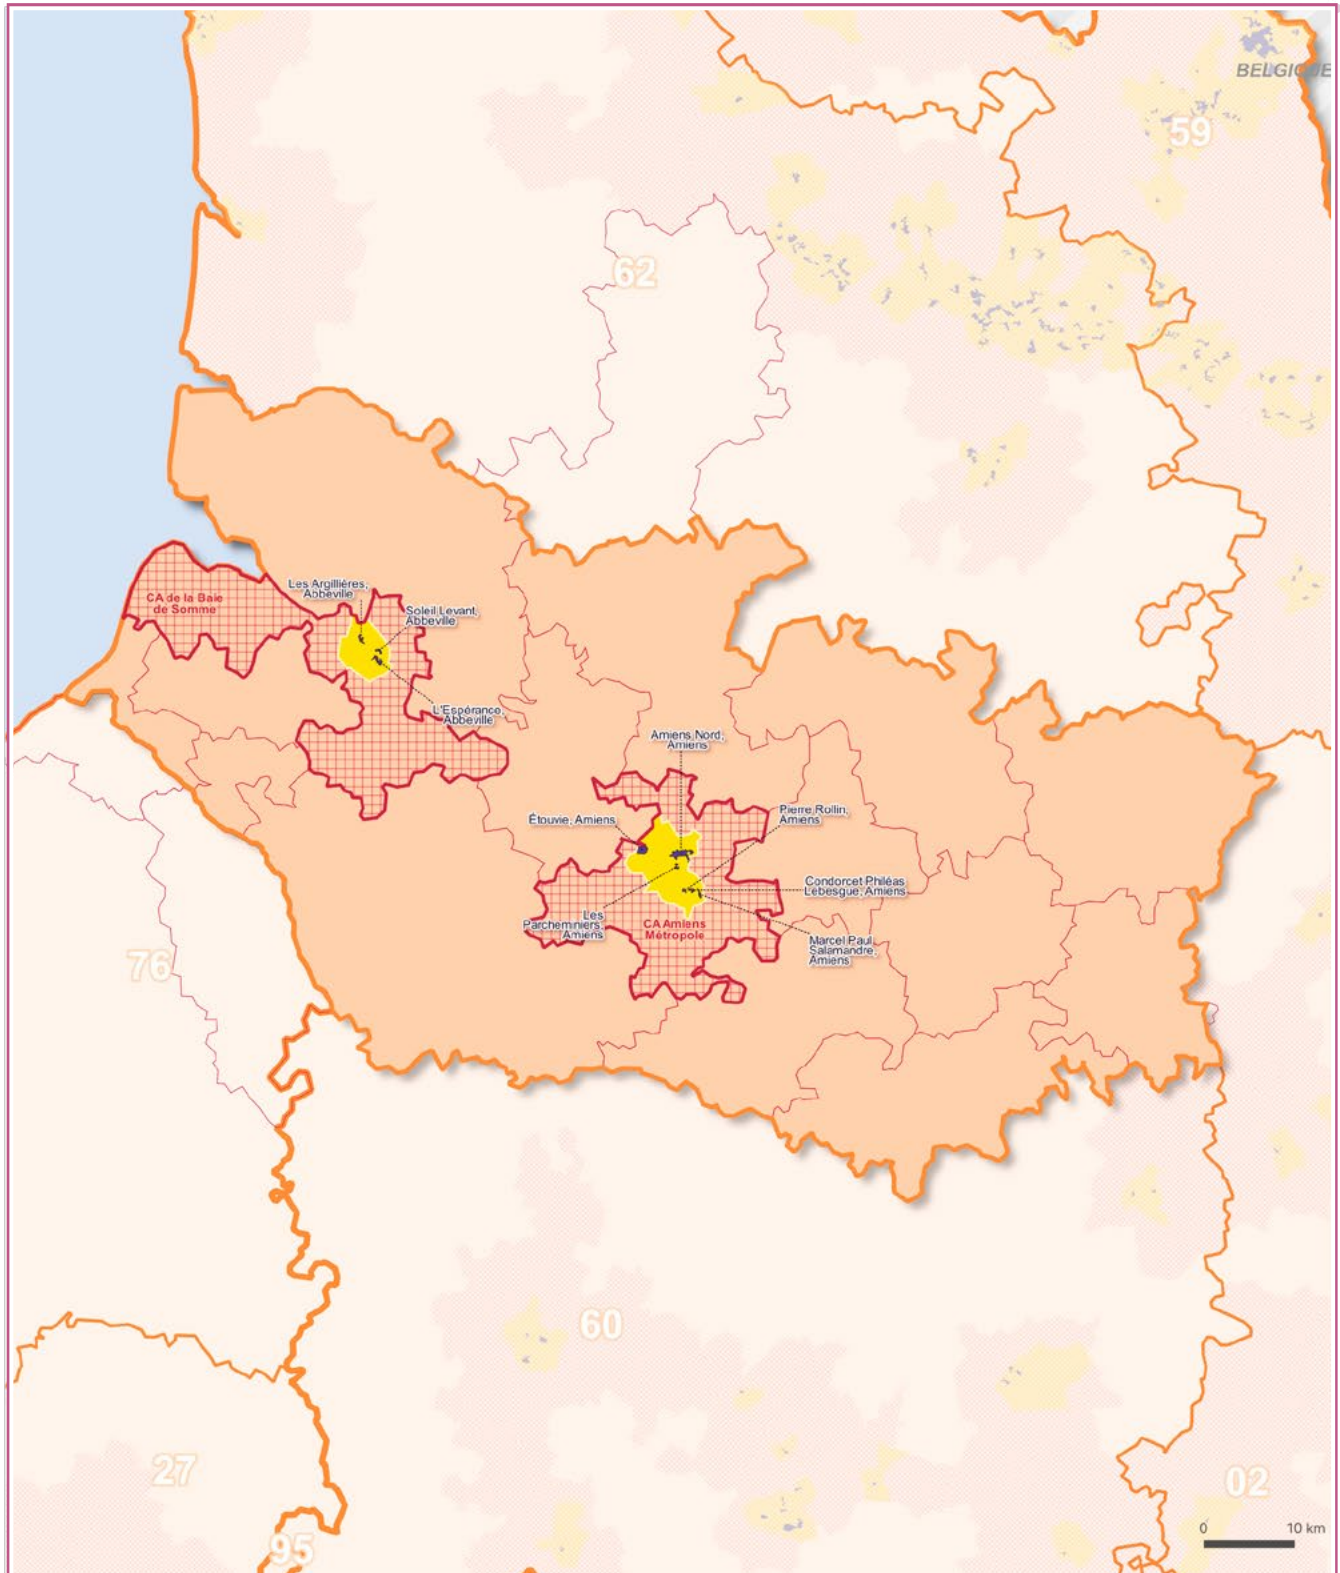 BELGIQUE
59
62
Les Argillières,
Abbeville
CA de la Baie
de Somme
Soleil Levant,
Abbeville
L'Espérance,
Abbeville
Amiens Nord,
Amiens
Étouvie, Amiens
Pierre Rollin,
Amiens
Condorcet Philéas
Lebesgue, Amiens
Les
Parcheminiers,
Amiens
CA Amiens
Métropole
Marcel Paul
Salamandre,
Amiens
76
60
27
02
95
0 10 km